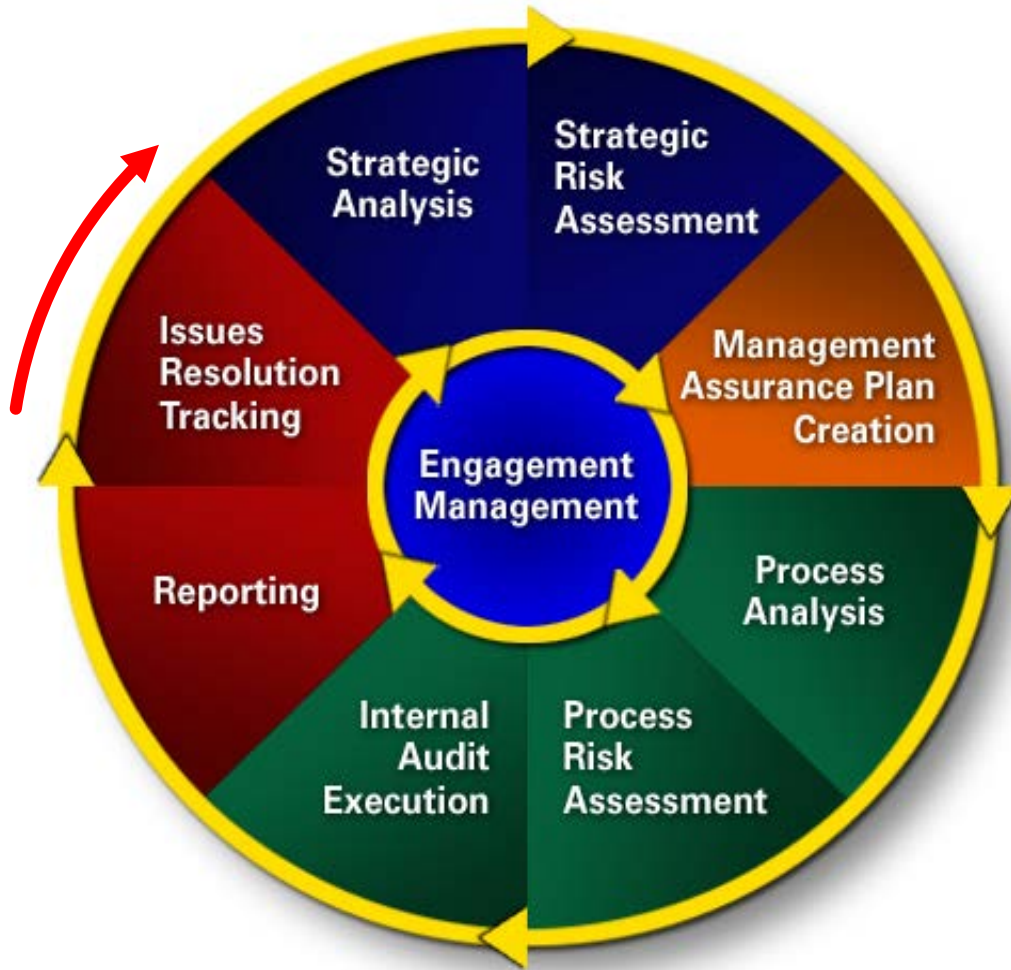 Strategic
Analysis
Strategic
Risk
Assessment
Management
Assurance Plan
Creation
Process
Analysis
Process
Risk
Assessment
Internal
Audit
Execution
Reporting
Issues
Resolution
Tracking
Engagement
Management